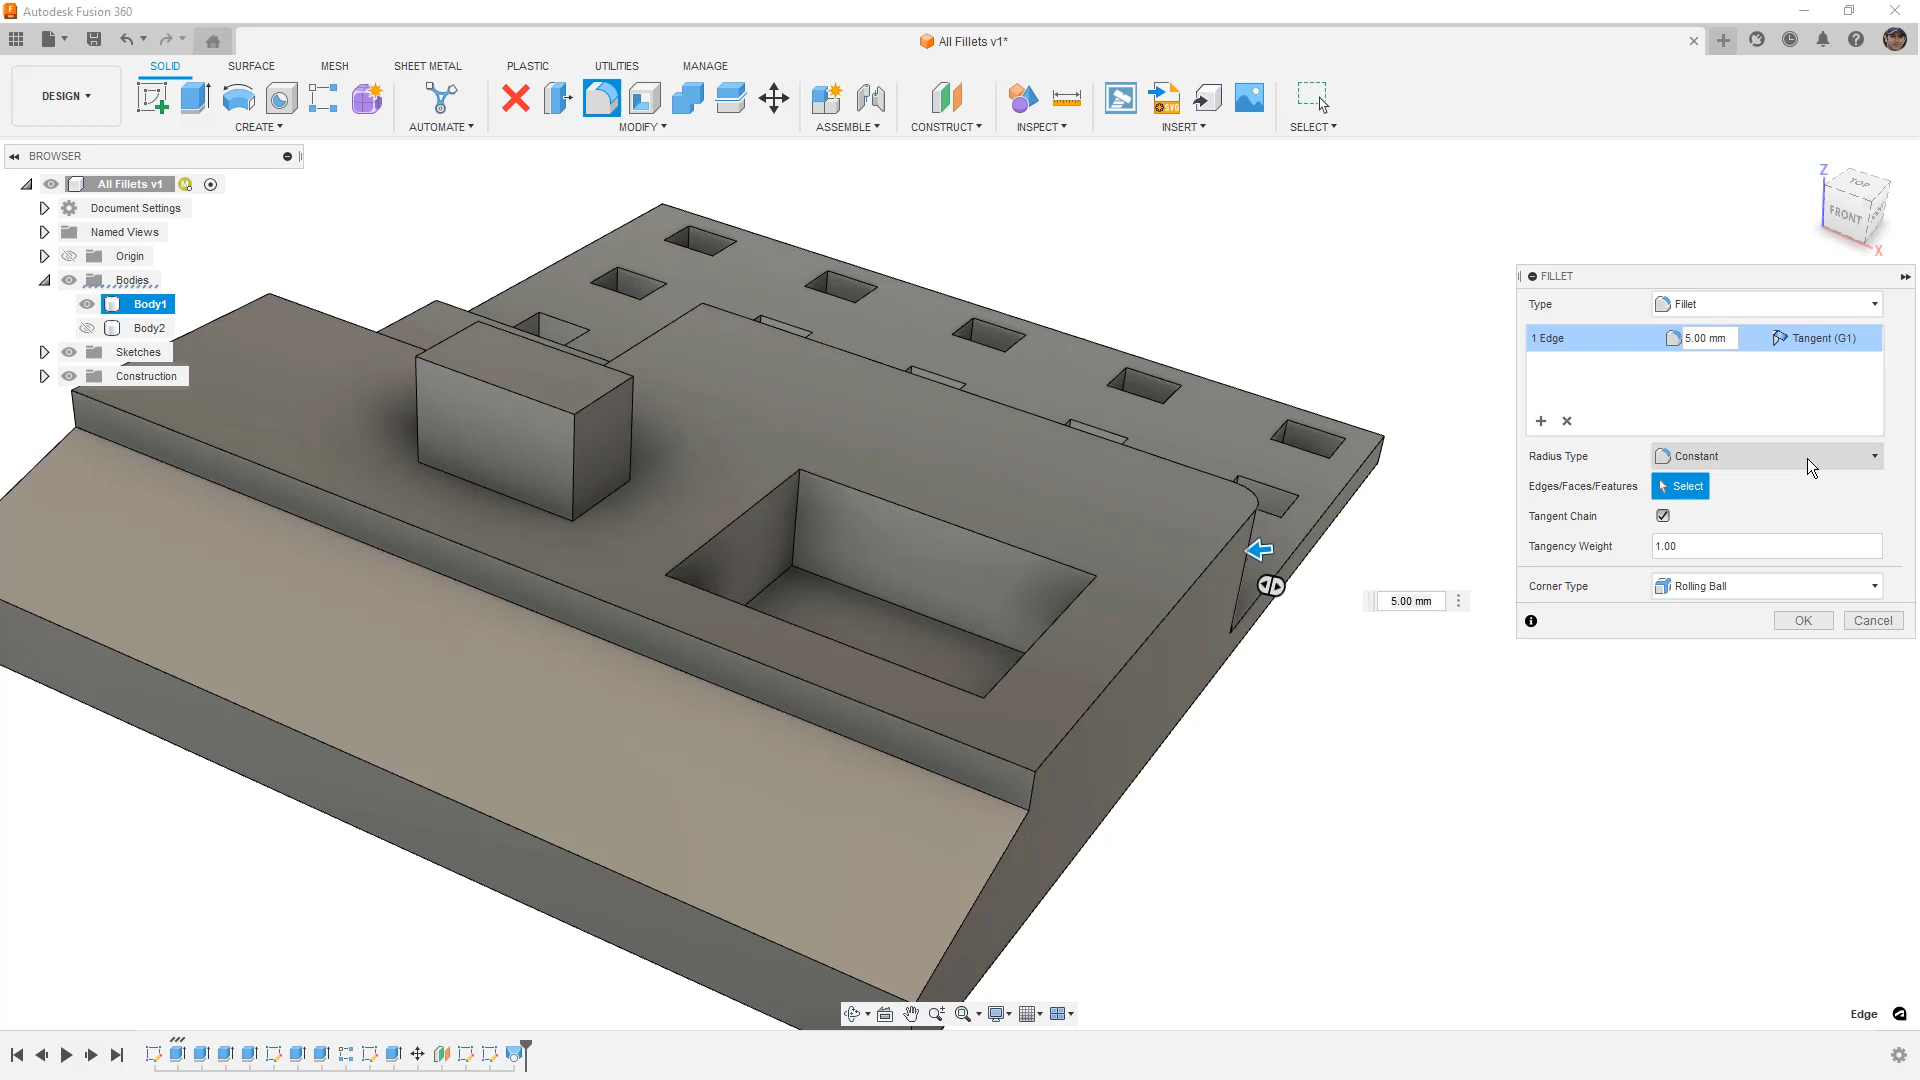 Autodesk Fusion 360
All Fillets v1*
SOLID SURFACE MESH SHEET METAL PLASTIC UTILITIES MANAGE
DESIGN
CREATE AUTOMATE MODIFY ASSEMBLE CONSTRUCT INSPECT INSERT SELECT
BROWSER
All Fillets v1
Document Settings
Named Views
Origin
Bodies
Body1
Body2
Sketches
Construction
Z
TOP
FRONT
X
FILLET
Type Fillet
1 Edge 5.00 mm Tangent (G1)
Radius Type Constant
Edges/Faces/Features Select
Tangent Chain
Tangency Weight 1.00
Corner Type Rolling Ball
OK Cancel
5.00 mm
Edge